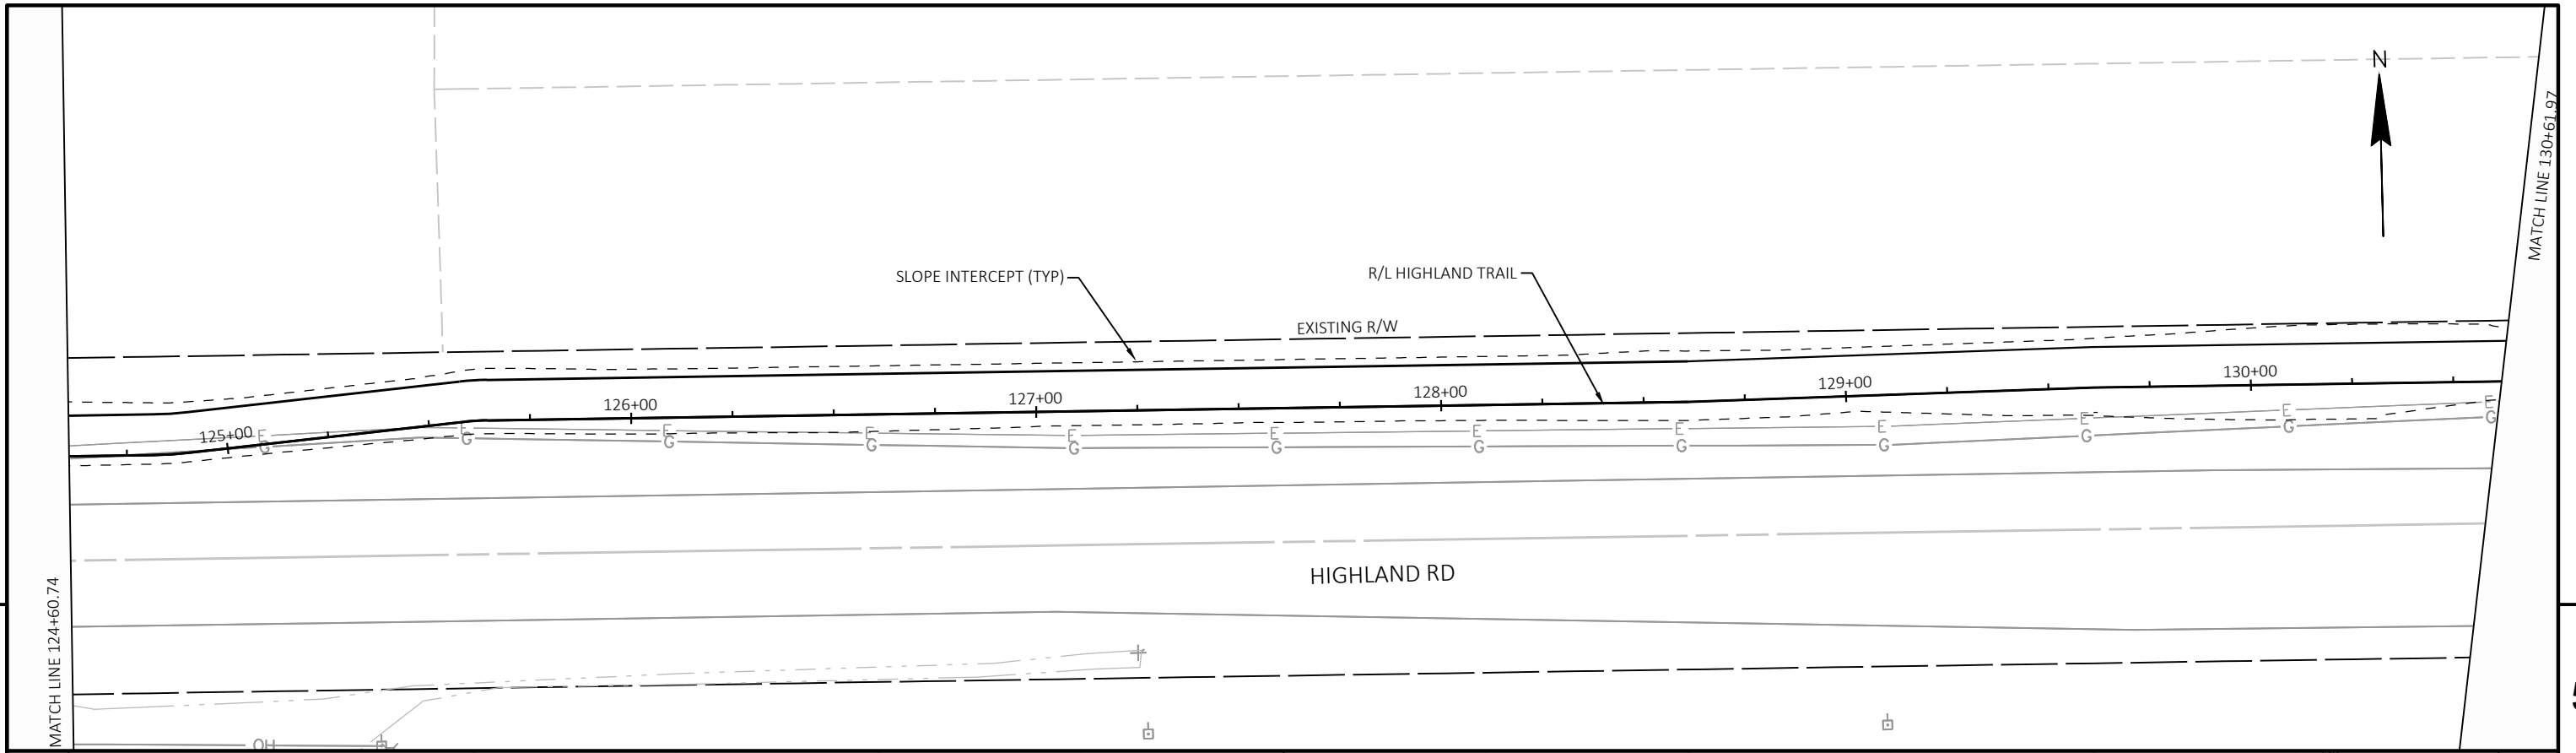 N
MATCH LINE 130+61.97
SLOPE INTERCEPT (TYP)
R/L HIGHLAND TRAIL
EXISTING R/W
125+00
126+00
127+00
128+00
129+00
130+00
E E E E E E E E E E E E
G G G G G G G G G G G G
HIGHLAND RD
MATCH LINE 124+60.74
OH